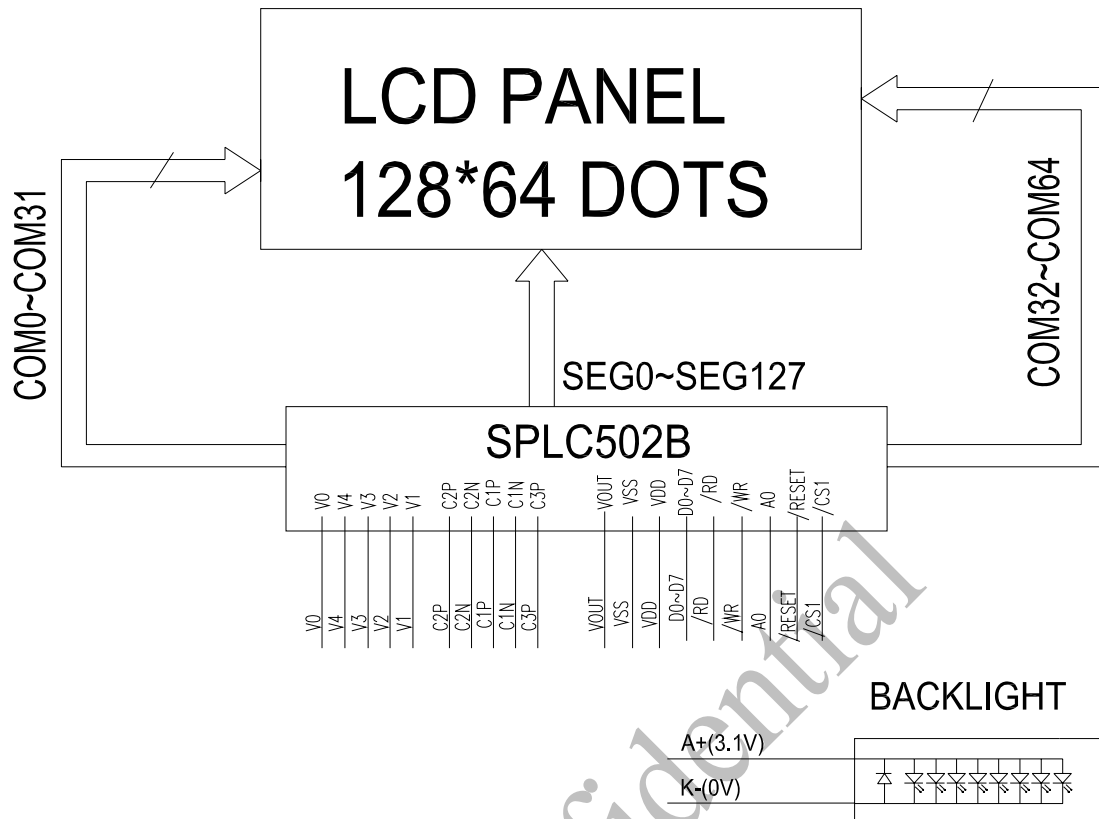 LCD PANEL
128*64 DOTS
COM0~COM31
COM32~COM64
SEG0~SEG127
SPLC502B
V0 V4 V3 V2 V1 C2P C2N C1P C1N C3P VOUT VSS VDD D0~D7 /RD /WR A0 /RESET /CS1
V0 V4 V3 V2 V1 C2P C2N C1P C1N C3P VOUT VSS VDD D0~D7 /RD /WR A0 /RESET /CS1
BACKLIGHT
A+(3.1V)
K-(0V)